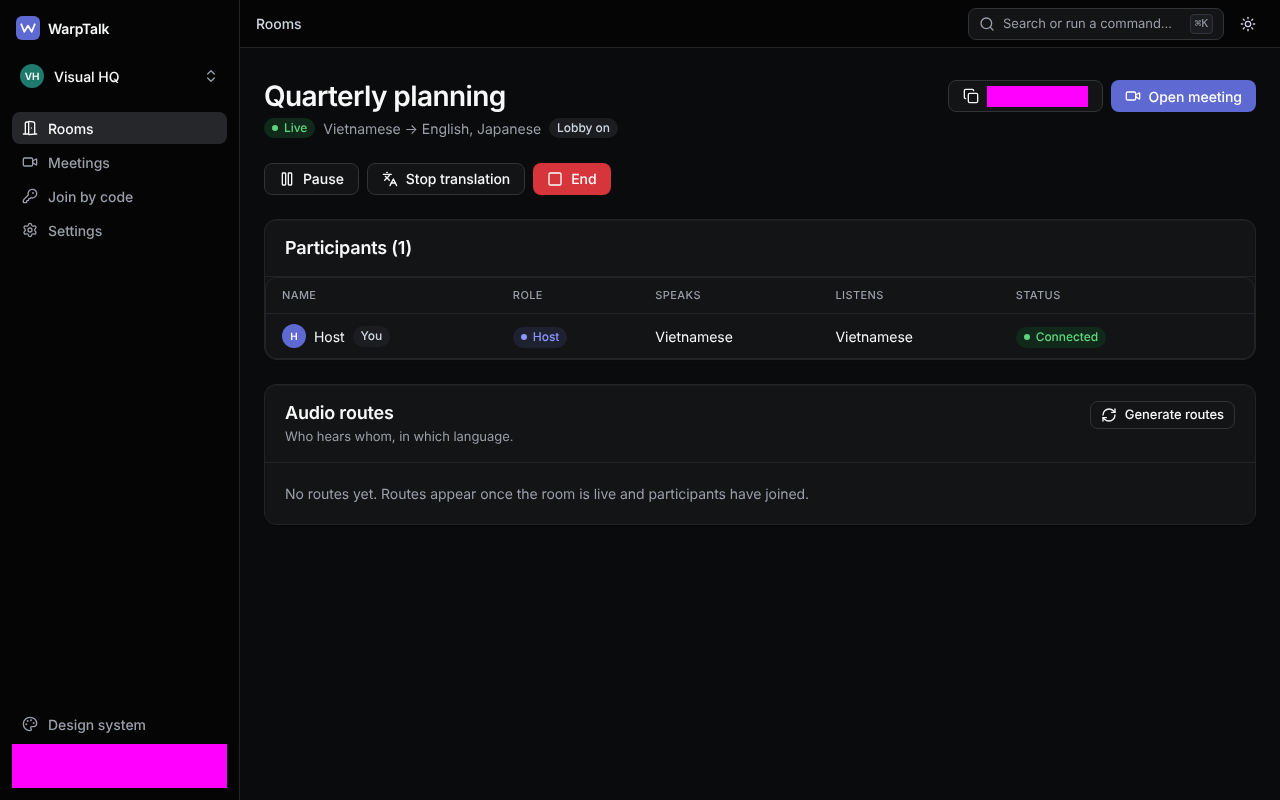 WarpTalk
Rooms
Search or run a command... ⌘K
VH Visual HQ
Rooms
Meetings
Join by code
Settings
Quarterly planning
Open meeting
Live Vietnamese → English, Japanese Lobby on
Pause Stop translation End
Participants (1)
NAME ROLE SPEAKS LISTENS STATUS
H Host You Host Vietnamese Vietnamese Connected
Audio routes
Who hears whom, in which language.
Generate routes
No routes yet. Routes appear once the room is live and participants have joined.
Design system